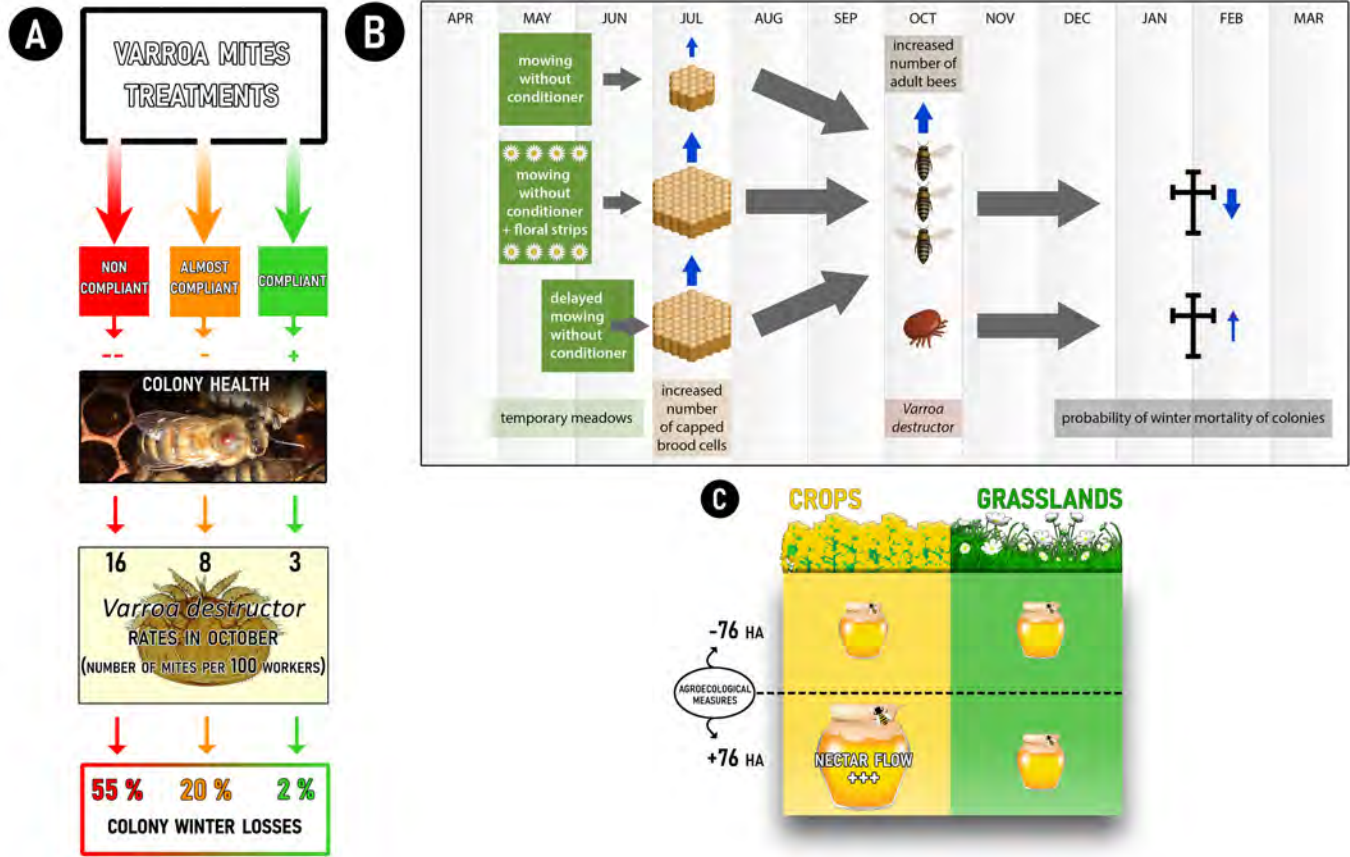 A
VARROA MITES
TREATMENTS
NON
COMPLIANT
ALMOST
COMPLIANT
COMPLIANT
--
-
+
COLONY HEALTH
16 8 3
Varroa destructor
RATES IN OCTOBER
(NUMBER OF MITES PER 100 WORKERS)
55 % 20 % 2 %
COLONY WINTER LOSSES
B
APR MAY JUN JUL AUG SEP OCT NOV DEC JAN FEB MAR
mowing
without
conditioner
increased
number of
adult bees
mowing
without
conditioner
+ floral strips
delayed
mowing
without
conditioner
temporary meadows
increased
number
of capped
brood cells
Varroa
destructor
probability of winter mortality of colonies
C
CROPS GRASSLANDS
-76 HA
AGROECOLOGICAL
MEASURES
+76 HA
NECTAR FLOW
+++